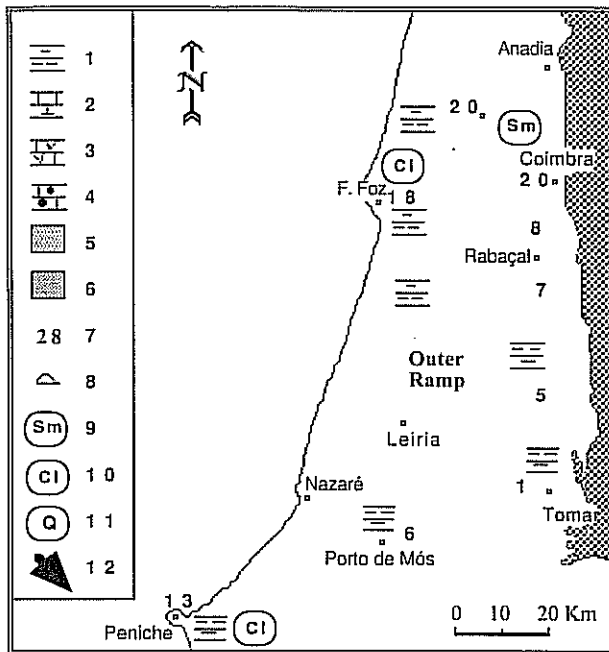 1
2
3
4
5
6
28 7
8
Sm 9
Cl 10
Q 11
12
N
Anadia
20
Sm
Coimbra
20
Cl
F. Foz
18
8
Rabaçal
7
Outer
Ramp
5
Leiria
1
Tomar
Nazaré
6
Porto de Mós
13
Peniche
Cl
0 10 20 Km